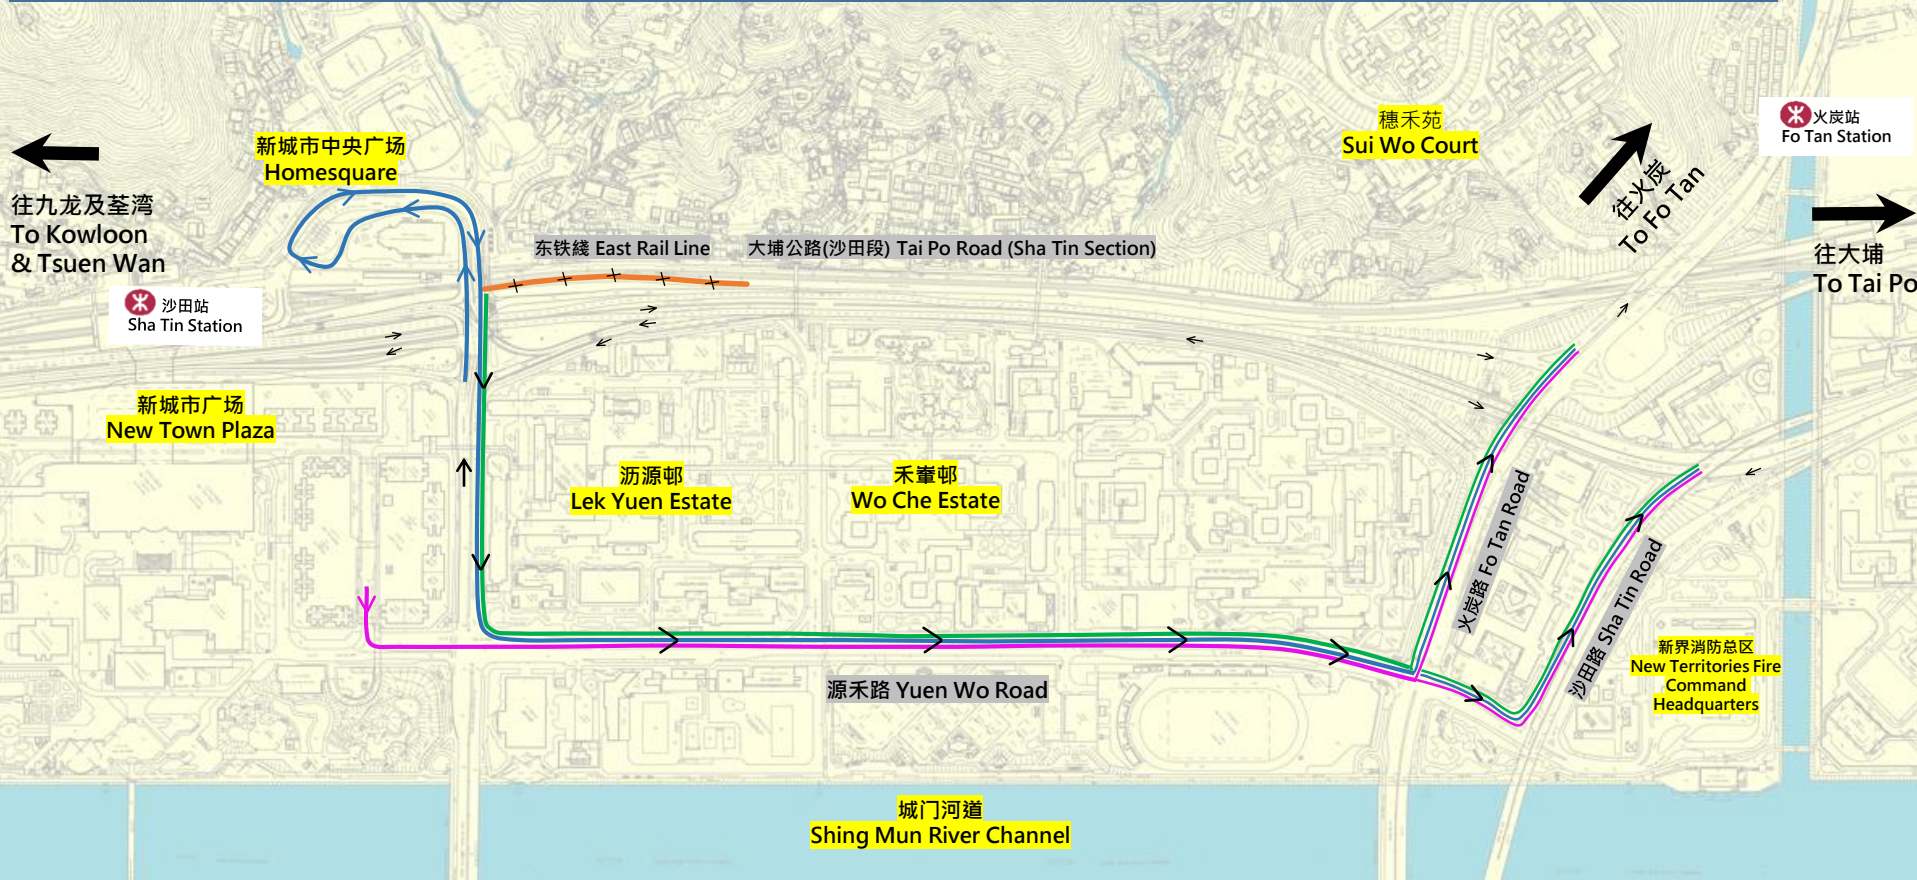 穗禾苑
Sui Wo Court
火炭站
Fo Tan Station
新城市中央广场
Homesquare
往九龙及荃湾
To Kowloon
& Tsuen Wan
往火炭
To Fo Tan
东铁綫 East Rail Line
大埔公路(沙田段) Tai Po Road (Sha Tin Section)
往大埔
To Tai Po
沙田站
Sha Tin Station
新城市广场
New Town Plaza
沥源邨
Lek Yuen Estate
禾輋邨
Wo Che Estate
火炭路 Fo Tan Road
沙田路 Sha Tin Road
新界消防总区
New Territories Fire
Command
Headquarters
源禾路 Yuen Wo Road
城门河道
Shing Mun River Channel